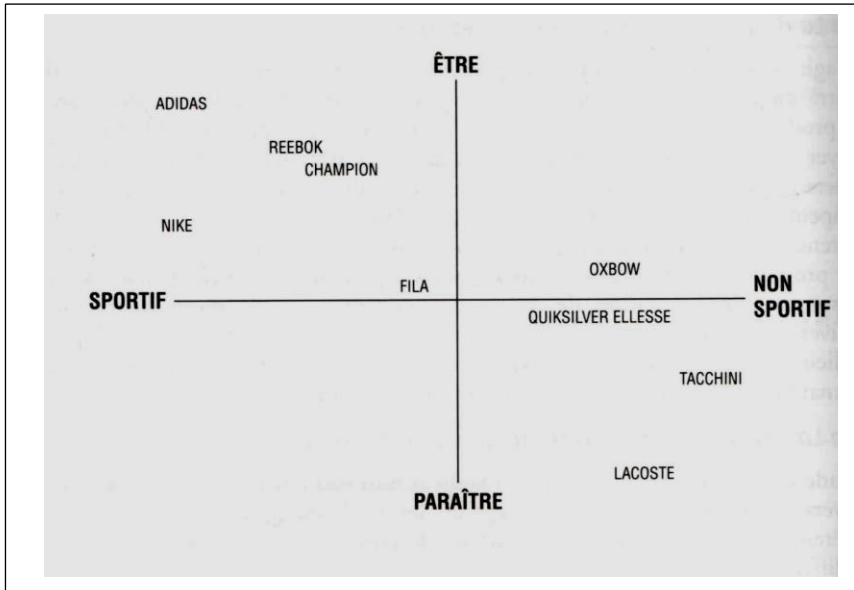 ÊTRE
ADIDAS
REEBOK
CHAMPION
NIKE
OXBOW
FILA
SPORTIF
NON
SPORTIF
QUIKSILVER ELLESSE
TACCHINI
LACOSTE
PARAÎTRE